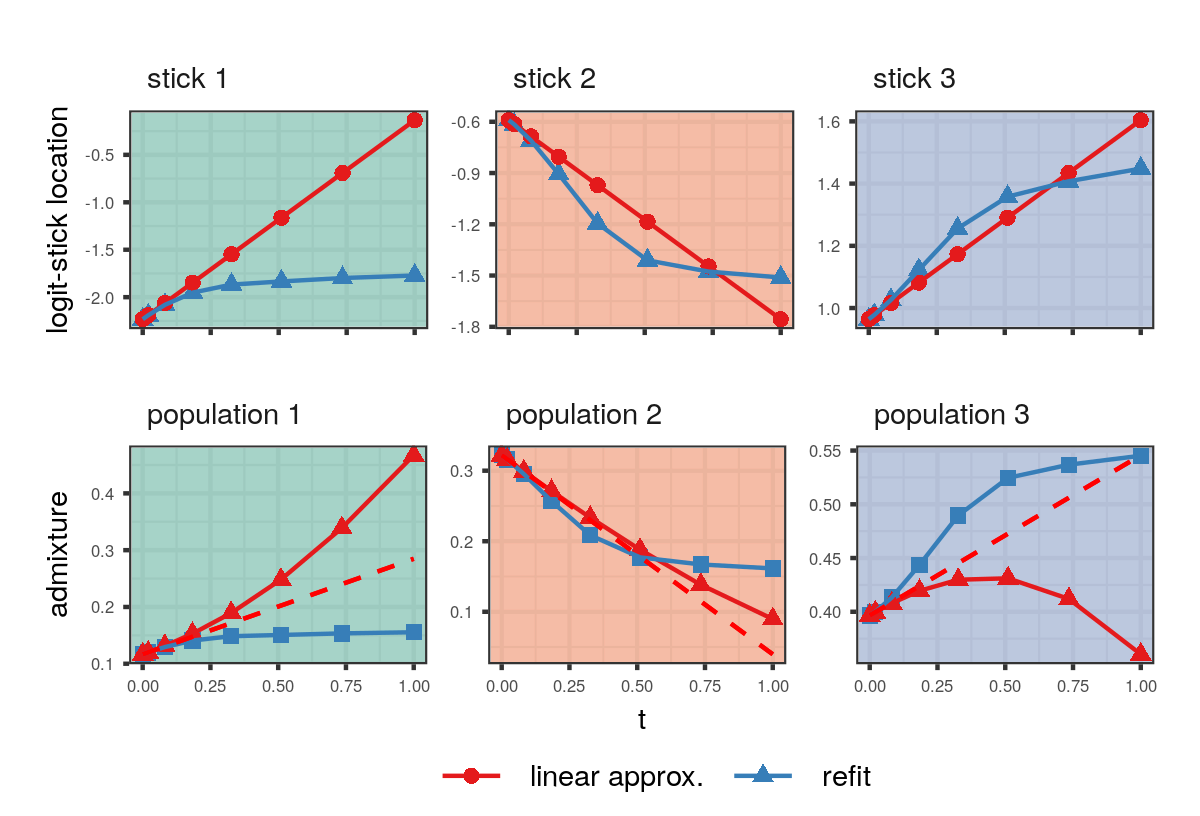 stick 1
stick 2
stick 3
logit-stick location
-0.5
-1.0
-1.5
-2.0
-0.6
-0.9
-1.2
-1.5
-1.8
1.6
1.4
1.2
1.0
population 1
population 2
population 3
admixture
0.4
0.3
0.2
0.1
0.3
0.2
0.1
0.55
0.50
0.45
0.40
0.00 0.25 0.50 0.75 1.00
0.00 0.25 0.50 0.75 1.00
0.00 0.25 0.50 0.75 1.00
t
linear approx. refit